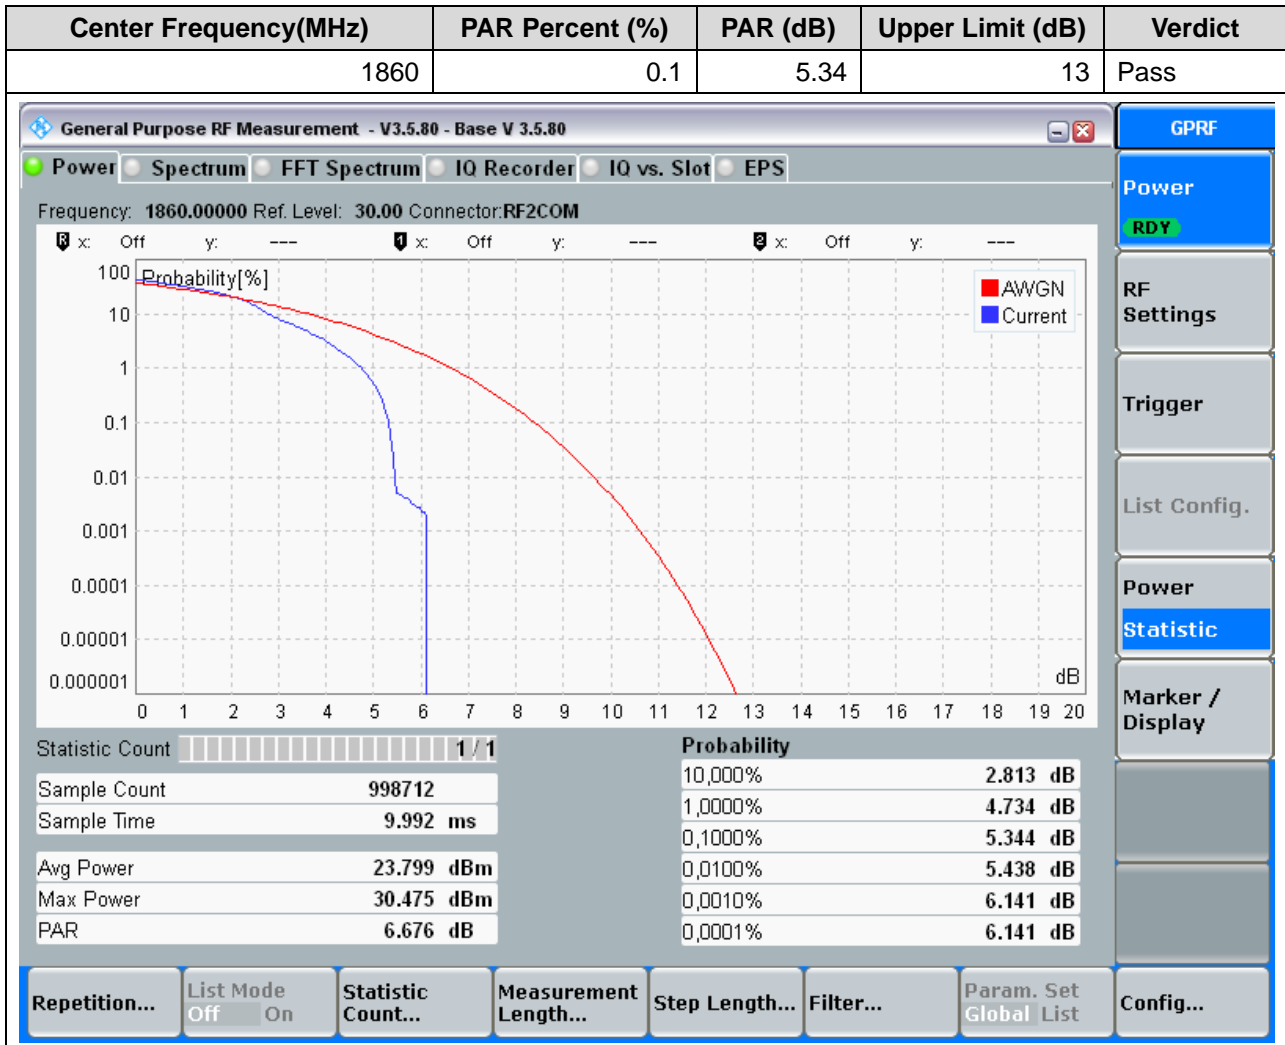 Center Frequency(MHz) PAR Percent (%) PAR (dB) Upper Limit (dB) Verdict
1860 0.1 5.34 13 Pass
General Purpose RF Measurement - V3.5.80 - Base V 3.5.80
GPRF
Power Spectrum FFT Spectrum IQ Recorder IQ vs. Slot EPS
Frequency: 1860.00000 Ref. Level: 30.00 Connector:RF2COM
R x: Off y: --- 1 x: Off y: --- 2 x: Off y: ---
Probability[%]
AWGN
Current
100
10
1
0.1
0.01
0.001
0.0001
0.00001
0.000001
dB
0 1 2 3 4 5 6 7 8 9 10 11 12 13 14 15 16 17 18 19 20
Statistic Count 1 / 1
Sample Count 998712
Sample Time 9.992 ms
Avg Power 23.799 dBm
Max Power 30.475 dBm
PAR 6.676 dB
Probability
10,000% 2.813 dB
1,0000% 4.734 dB
0,1000% 5.344 dB
0,0100% 5.438 dB
0,0010% 6.141 dB
0,0001% 6.141 dB
Power
RDY
RF
Settings
Trigger
List Config.
Power
Statistic
Marker /
Display
Repetition...
List Mode
Off On
Statistic
Count...
Measurement
Length...
Step Length...
Filter...
Param. Set
Global List
Config...